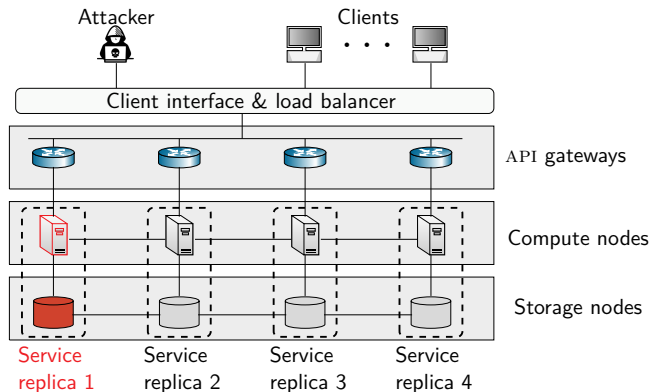 Attacker
Clients
Client interface & load balancer
API gateways
Compute nodes
Storage nodes
Service
replica 1
Service
replica 2
Service
replica 3
Service
replica 4